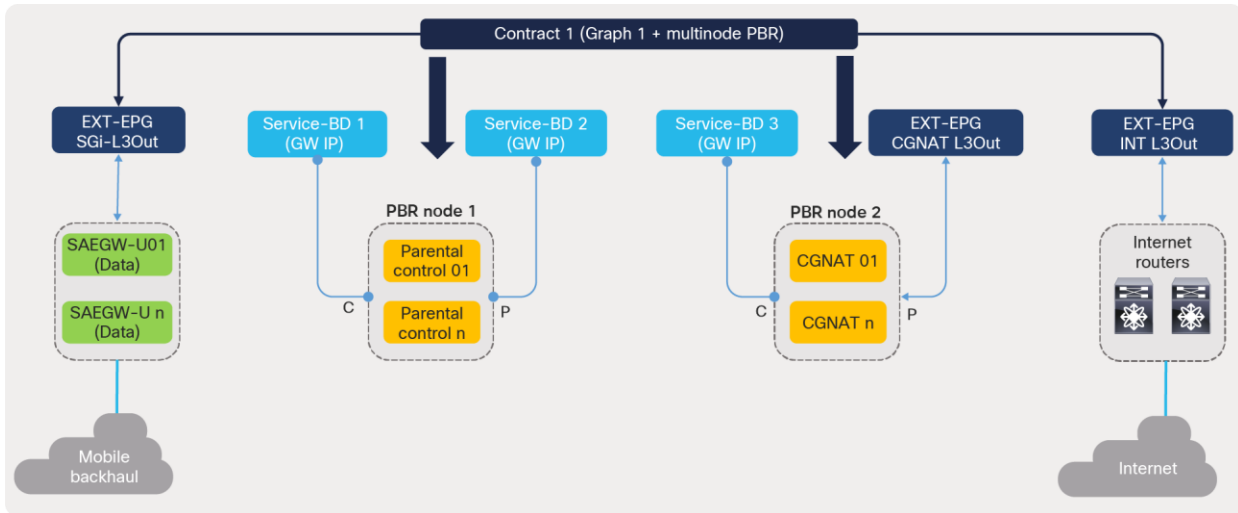 Contract 1 (Graph 1 + multinode PBR)
EXT-EPG
SGi-L3Out
Service-BD 1
(GW IP)
Service-BD 2
(GW IP)
Service-BD 3
(GW IP)
EXT-EPG
CGNAT L3Out
EXT-EPG
INT L3Out
SAEGW-U01
(Data)
SAEGW-U n
(Data)
PBR node 1
Parental
control 01
Parental
control n
C
P
PBR node 2
CGNAT 01
CGNAT n
C
P
Internet
routers
Mobile
backhaul
Internet